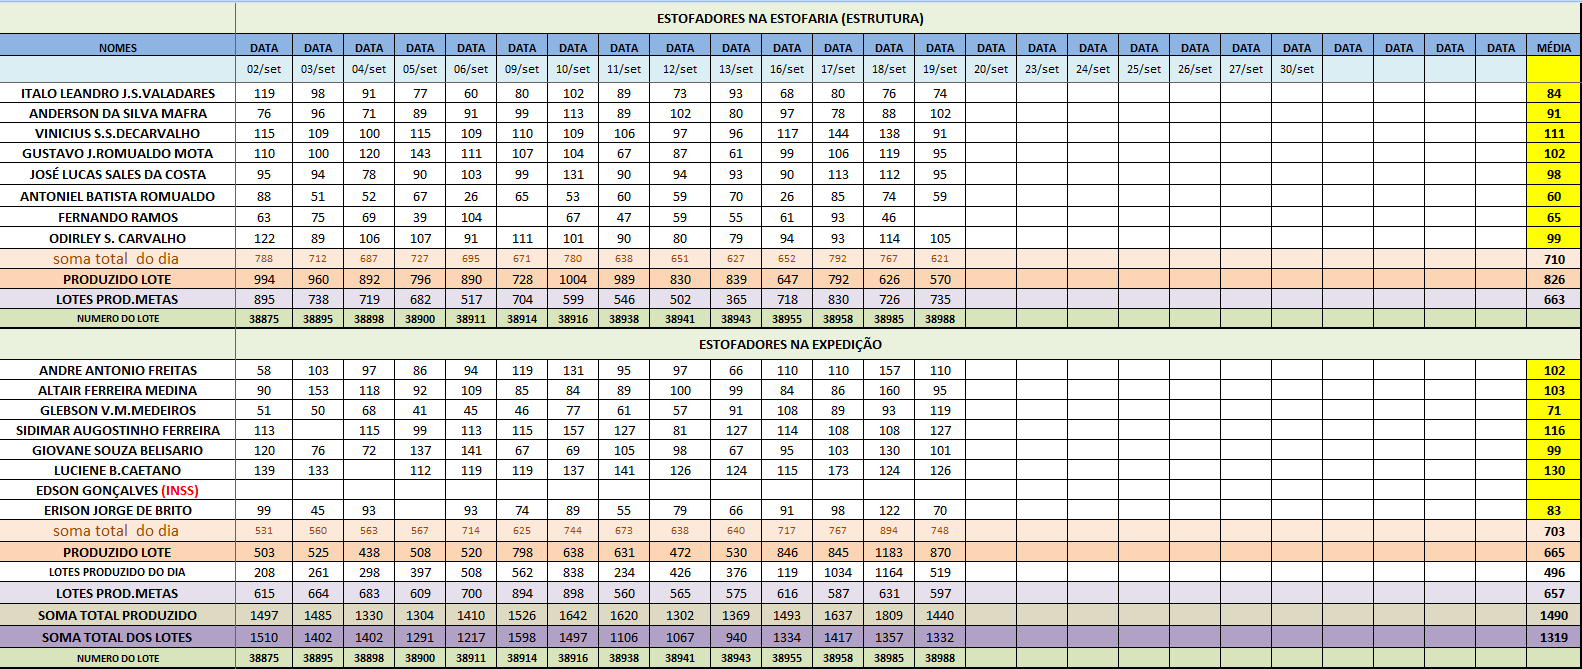 ESTOFADORES NA ESTOFARIA (ESTRUTURA)
NOMES DATA DATA DATA DATA DATA DATA DATA DATA DATA DATA DATA DATA DATA DATA DATA DATA DATA DATA DATA DATA DATA DATA DATA DATA DATA MÉDIA
02/set 03/set 04/set 05/set 06/set 09/set 10/set 11/set 12/set 13/set 16/set 17/set 18/set 19/set 20/set 23/set 24/set 25/set 26/set 27/set 30/set
ITALO LEANDRO J.S.VALADARES 119 98 91 77 60 80 102 89 73 93 68 80 76 74 84
ANDERSON DA SILVA MAFRA 76 96 71 89 91 99 113 89 102 80 97 78 88 102 91
VINICIUS S.S.DECARVALHO 115 109 100 115 109 110 109 106 97 96 117 144 138 91 111
GUSTAVO J.ROMUALDO MOTA 110 100 120 143 111 107 104 67 87 61 99 106 119 95 102
JOSÉ LUCAS SALES DA COSTA 95 94 78 90 103 99 131 90 94 93 90 113 112 95 98
ANTONIEL BATISTA ROMUALDO 88 51 52 67 26 65 53 60 59 70 26 85 74 59 60
FERNANDO RAMOS 63 75 69 39 104 67 47 59 55 61 93 46 65
ODIRLEY S. CARVALHO 122 89 106 107 91 111 101 90 80 79 94 93 114 105 99
soma total do dia 788 712 687 727 695 671 780 638 651 627 652 792 767 621 710
PRODUZIDO LOTE 994 960 892 796 890 728 1004 989 830 839 647 792 626 570 826
LOTES PROD.METAS 895 738 719 682 517 704 599 546 502 365 718 830 726 735 663
NUMERO DO LOTE 38875 38895 38898 38900 38911 38914 38916 38938 38941 38943 38955 38958 38985 38988
ESTOFADORES NA EXPEDIÇÃO
ANDRE ANTONIO FREITAS 58 103 97 86 94 119 131 95 97 66 110 110 157 110 102
ALTAIR FERREIRA MEDINA 90 153 118 92 109 85 84 89 100 99 84 86 160 95 103
GLEBSON V.M.MEDEIROS 51 50 68 41 45 46 77 61 57 91 108 89 93 119 71
SIDIMAR AUGOSTINHO FERREIRA 113 115 99 113 115 157 127 81 127 114 108 108 127 116
GIOVANE SOUZA BELISARIO 120 76 72 137 141 67 69 105 98 67 95 103 130 101 99
LUCIENE B.CAETANO 139 133 112 119 119 137 141 126 124 115 173 124 126 130
EDSON GONÇALVES (INSS)
ERISON JORGE DE BRITO 99 45 93 93 74 89 55 79 66 91 98 122 70 83
soma total do dia 531 560 563 567 714 625 744 673 638 640 717 767 894 748 703
PRODUZIDO LOTE 503 525 438 508 520 798 638 631 472 530 846 845 1183 870 665
LOTES PRODUZIDO DO DIA 208 261 298 397 508 562 838 234 426 376 119 1034 1164 519 496
LOTES PROD.METAS 615 664 683 609 700 894 898 560 565 575 616 587 631 597 657
SOMA TOTAL PRODUZIDO 1497 1485 1330 1304 1410 1526 1642 1620 1302 1369 1493 1637 1809 1440 1490
SOMA TOTAL DOS LOTES 1510 1402 1402 1291 1217 1598 1497 1106 1067 940 1334 1417 1357 1332 1319
NUMERO DO LOTE 38875 38895 38898 38900 38911 38914 38916 38938 38941 38943 38955 38958 38985 38988